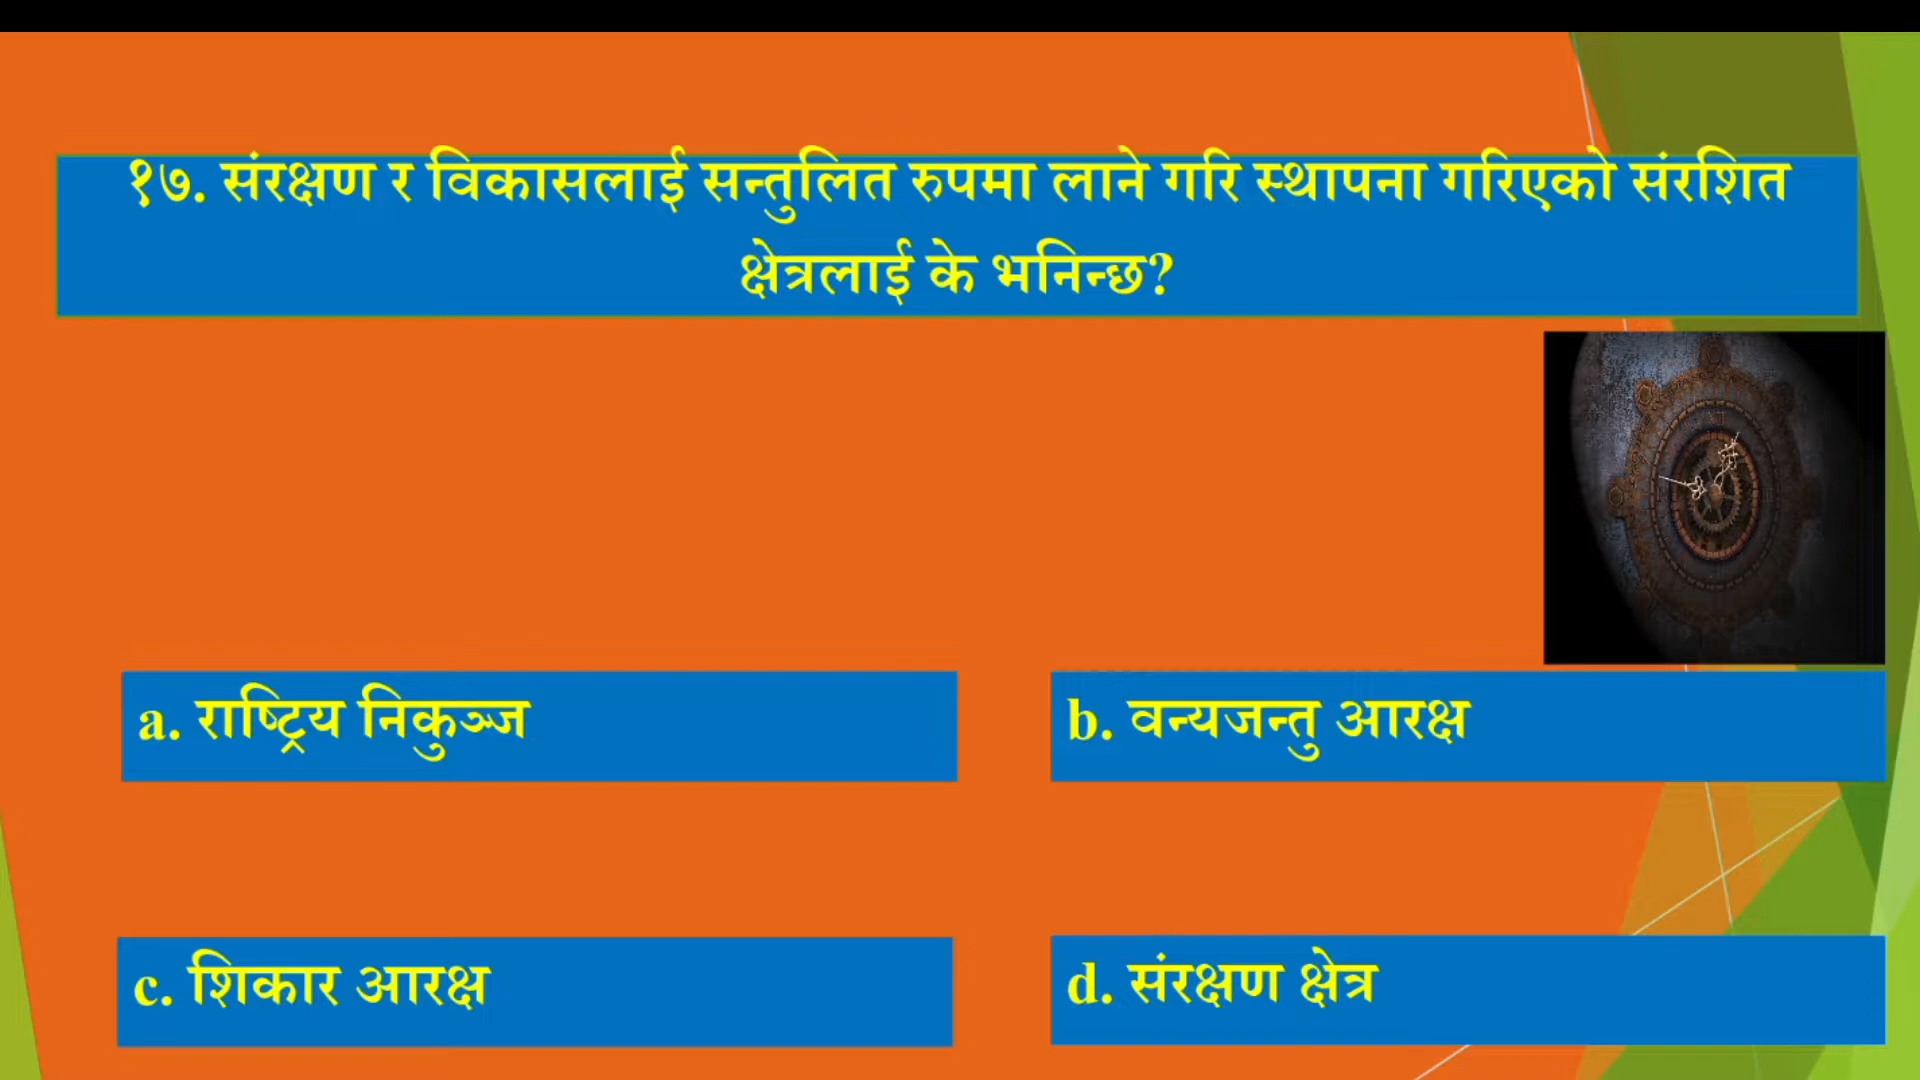 १७. संरक्षण र विकासलाई सन्तुलित रुपमा लाने गरि स्थापना गरिएको संरशित
क्षेत्रलाई के भनिन्छ?
a. राष्ट्रिय निकुञ्ज
b. वन्यजन्तु आरक्ष
c. शिकार आरक्ष
d. संरक्षण क्षेत्र